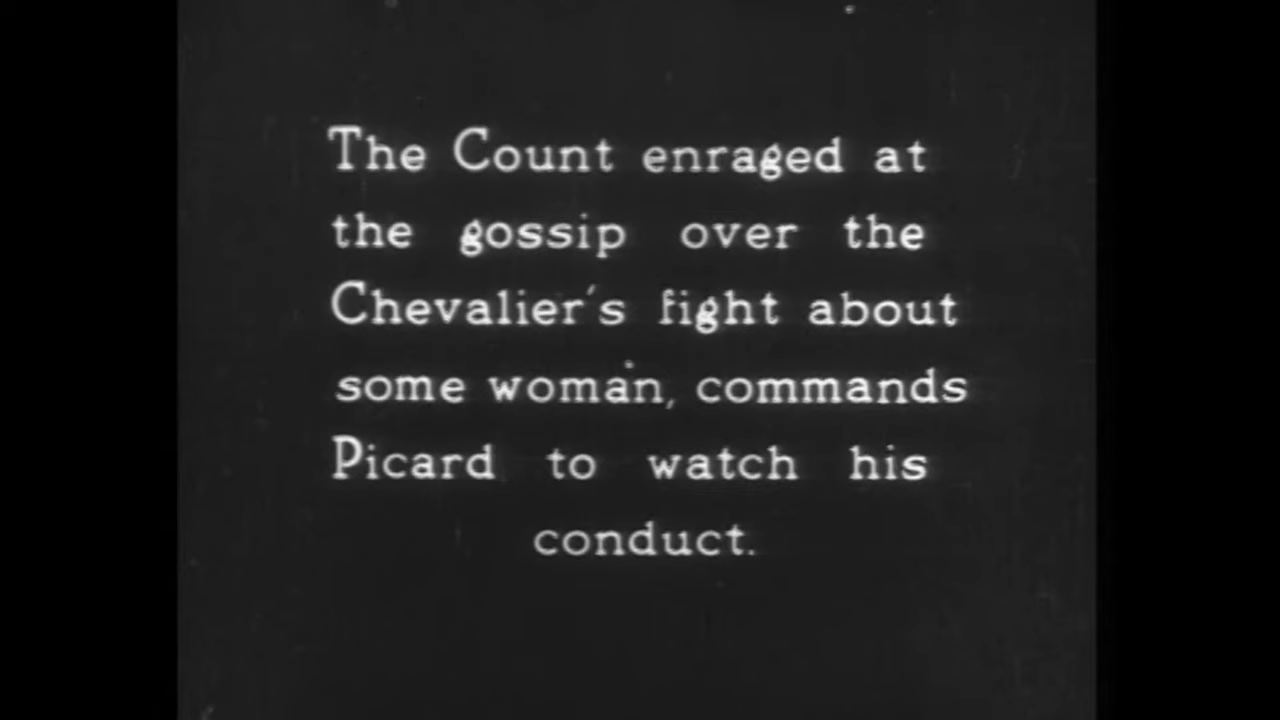 The Count enraged at
the gossip over the
Chevalier's fight about
some woman, commands
Picard to watch his
conduct.